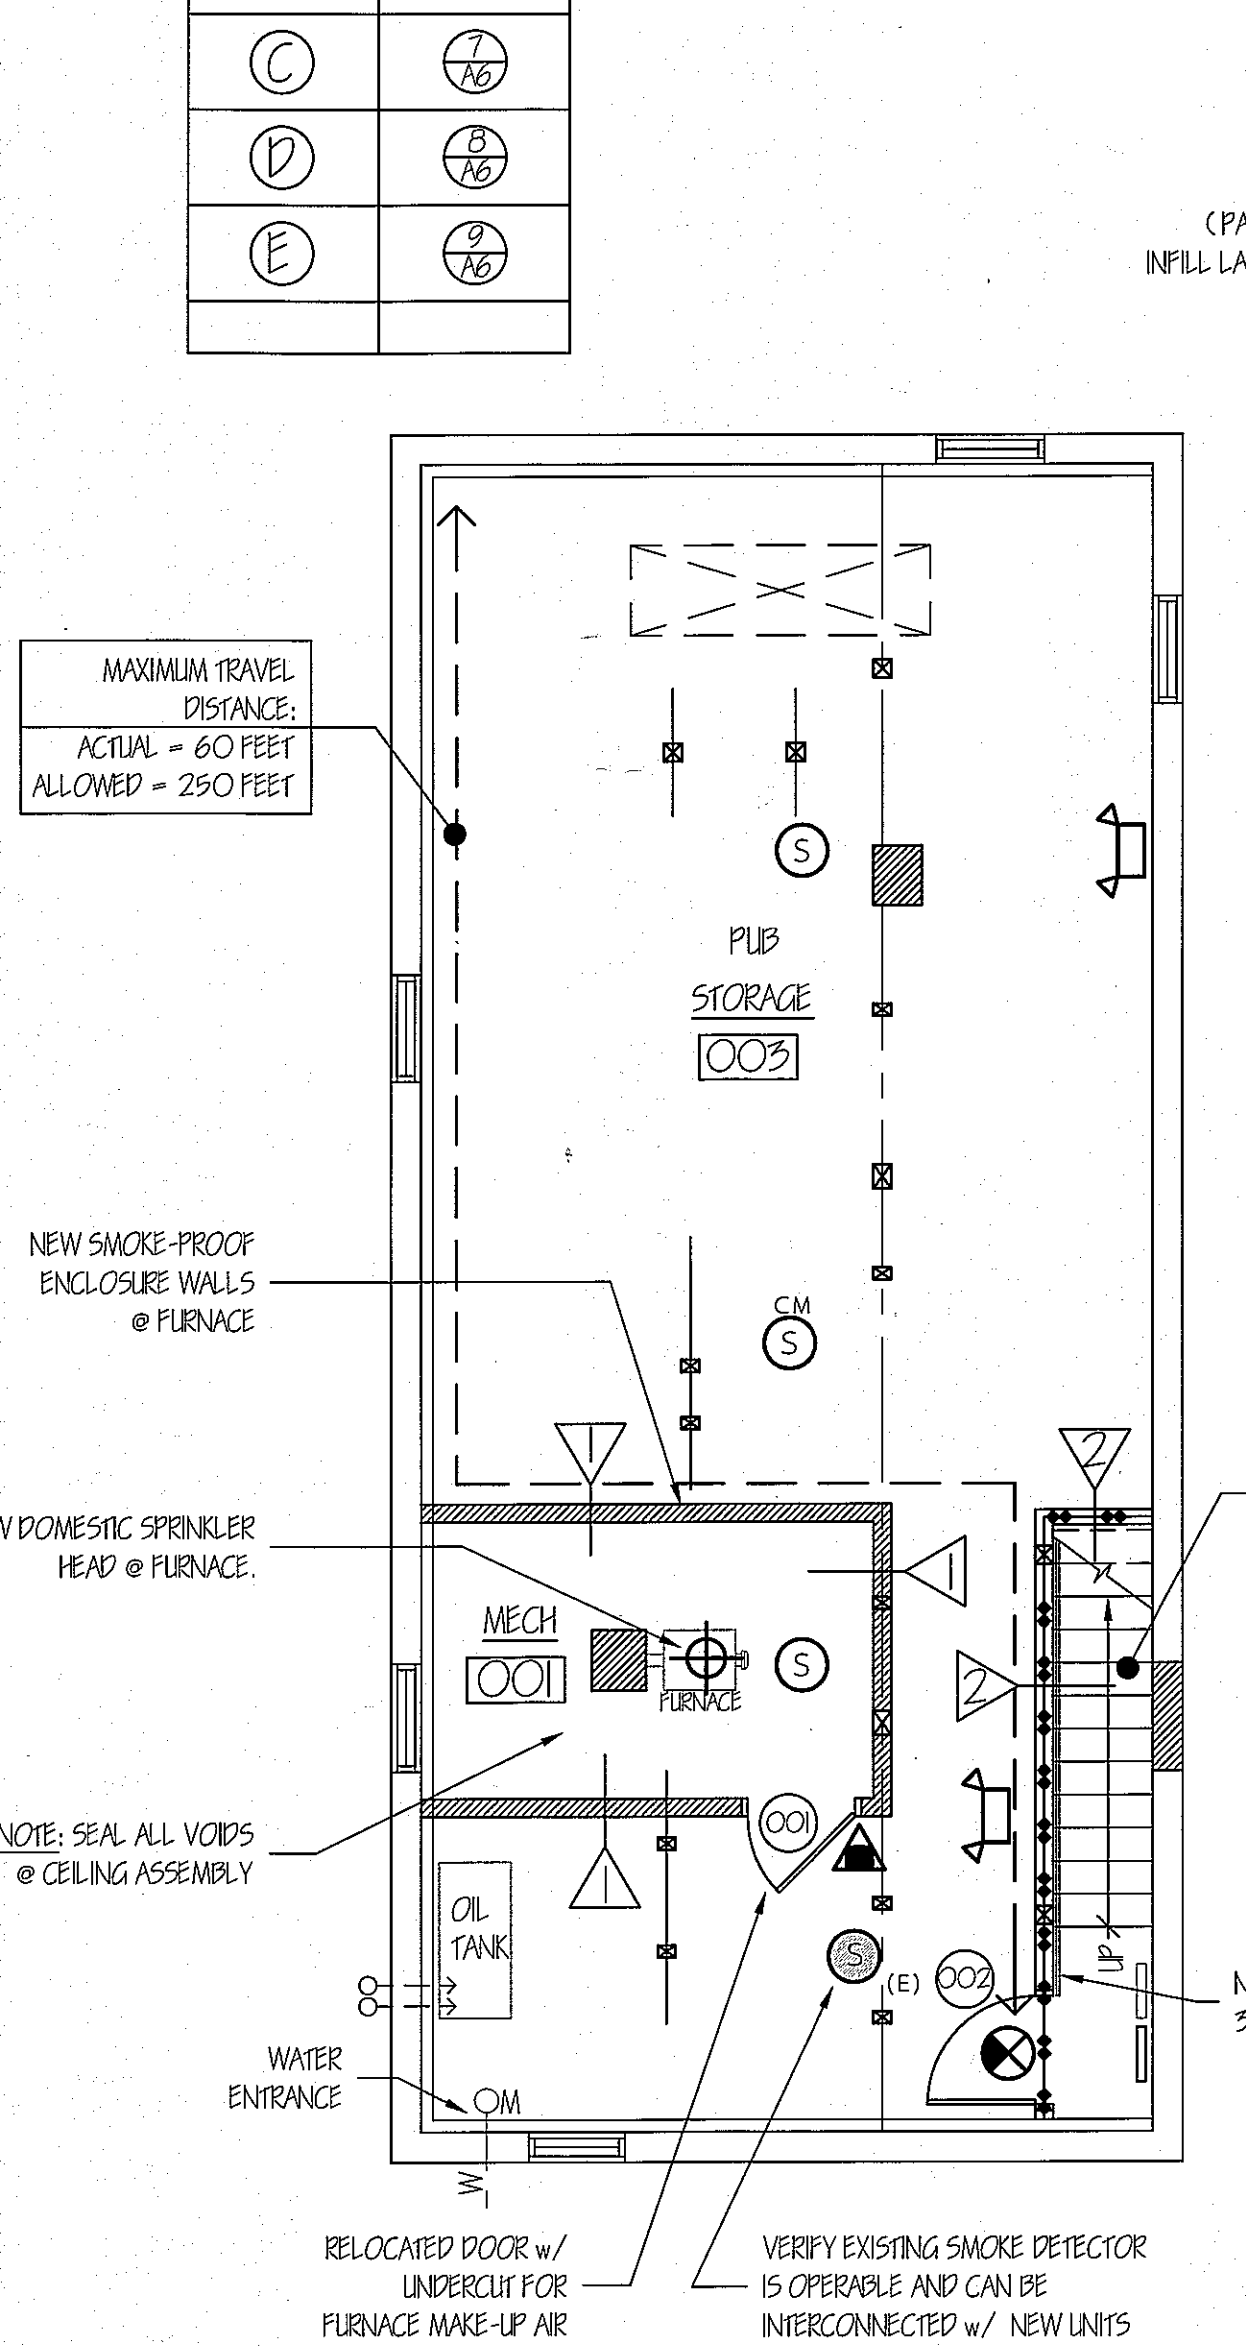 C
7
A6
D
8
A6
E
9
A6
(PA
INFILL LA
MAXIMUM TRAVEL
DISTANCE:
ACTUAL = 60 FEET
ALLOWED = 250 FEET
S
PUB
STORAGE
003
NEW SMOKE-PROOF
ENCLOSURE WALLS
@ FURNACE
CM
S
1
2
W DOMESTIC SPRINKLER
HEAD @ FURNACE.
1
MECH
001
FURNACE
S
2
001
NOTE: SEAL ALL VOIDS
@ CEILING ASSEMBLY
1
OIL
TANK
S
(E)
002
UP
WATER
ENTRANCE
M
W
RELOCATED DOOR w/
UNDERCUT FOR
FURNACE MAKE-UP AIR
VERIFY EXISTING SMOKE DETECTOR
IS OPERABLE AND CAN BE
INTERCONNECTED w/ NEW UNITS